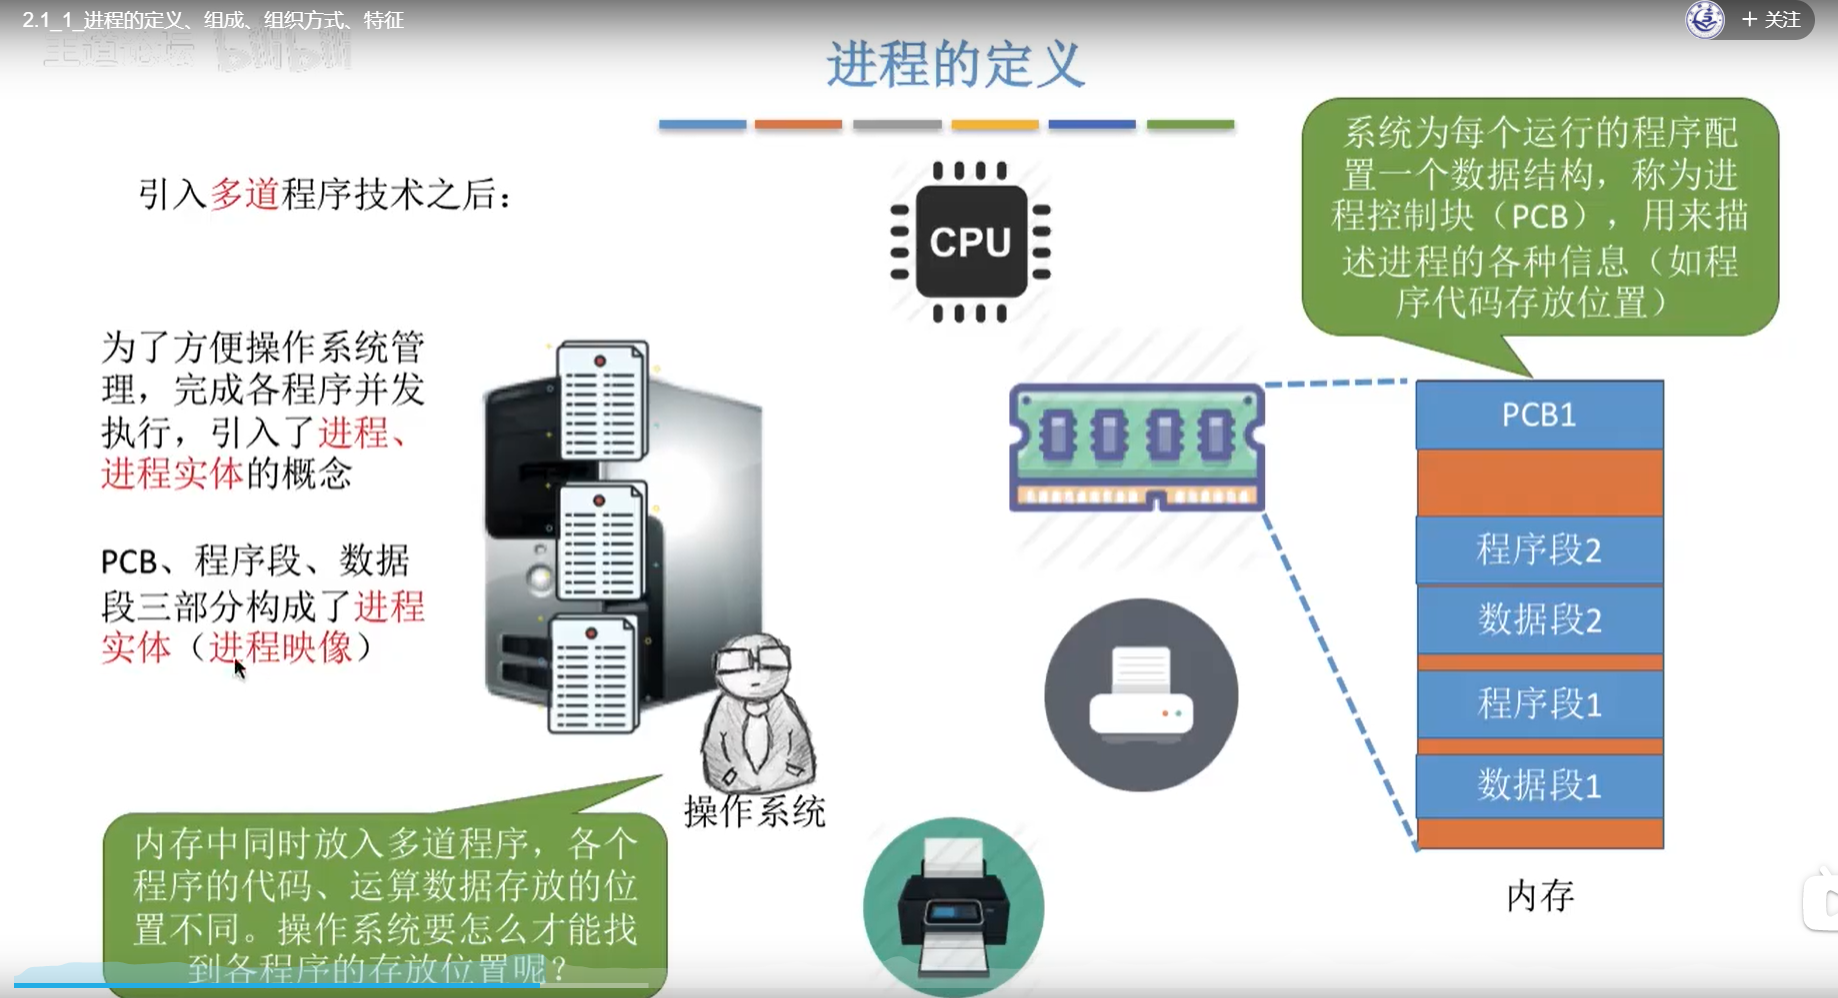 2.1_1_进程的定义、组成、组织方式、特征
+ 关注
王道论坛 bilibili
进程的定义
引入多道程序技术之后：
CPU
系统为每个运行的程序配
置一个数据结构，称为进
程控制块（PCB），用来描
述进程的各种信息（如程
序代码存放位置）
为了方便操作系统管
理，完成各程序并发
执行，引入了进程、
进程实体的概念
PCB、程序段、数据
段三部分构成了进程
实体（进程映像）
PCB1
程序段2
数据段2
程序段1
数据段1
内存
操作系统
内存中同时放入多道程序，各个
程序的代码、运算数据存放的位
置不同。操作系统要怎么才能找
到各程序的存放位置呢？